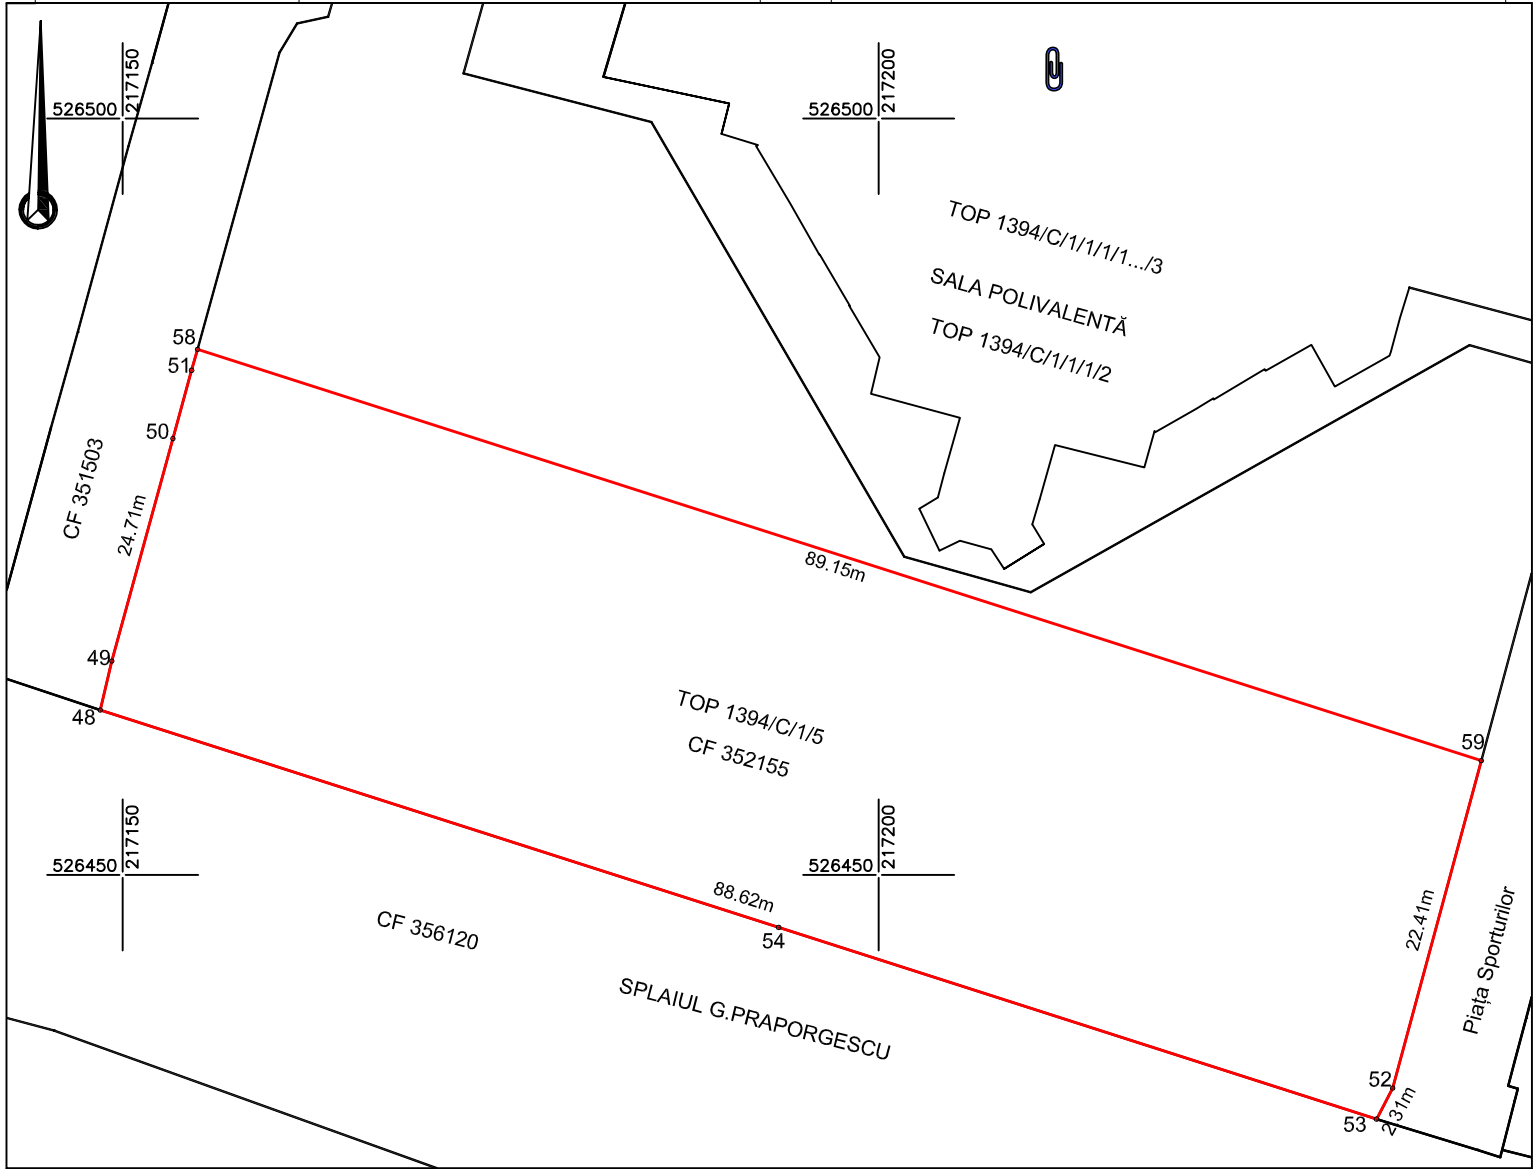 526500
217150
526500
217200
TOP 1394/C/1/1/1/1.../3
SALA POLIVALENTĂ
TOP 1394/C/1/1/1/2
58
51
50
CF 351503
24.71m
89.15m
49
48
TOP 1394/C/1/5
CF 352155
59
526450
217150
526450
217200
88.62m
54
CF 356120
SPLAIUL G.PRAPORGESCU
22.41m
Piața Sporturilor
52
2.31m
53